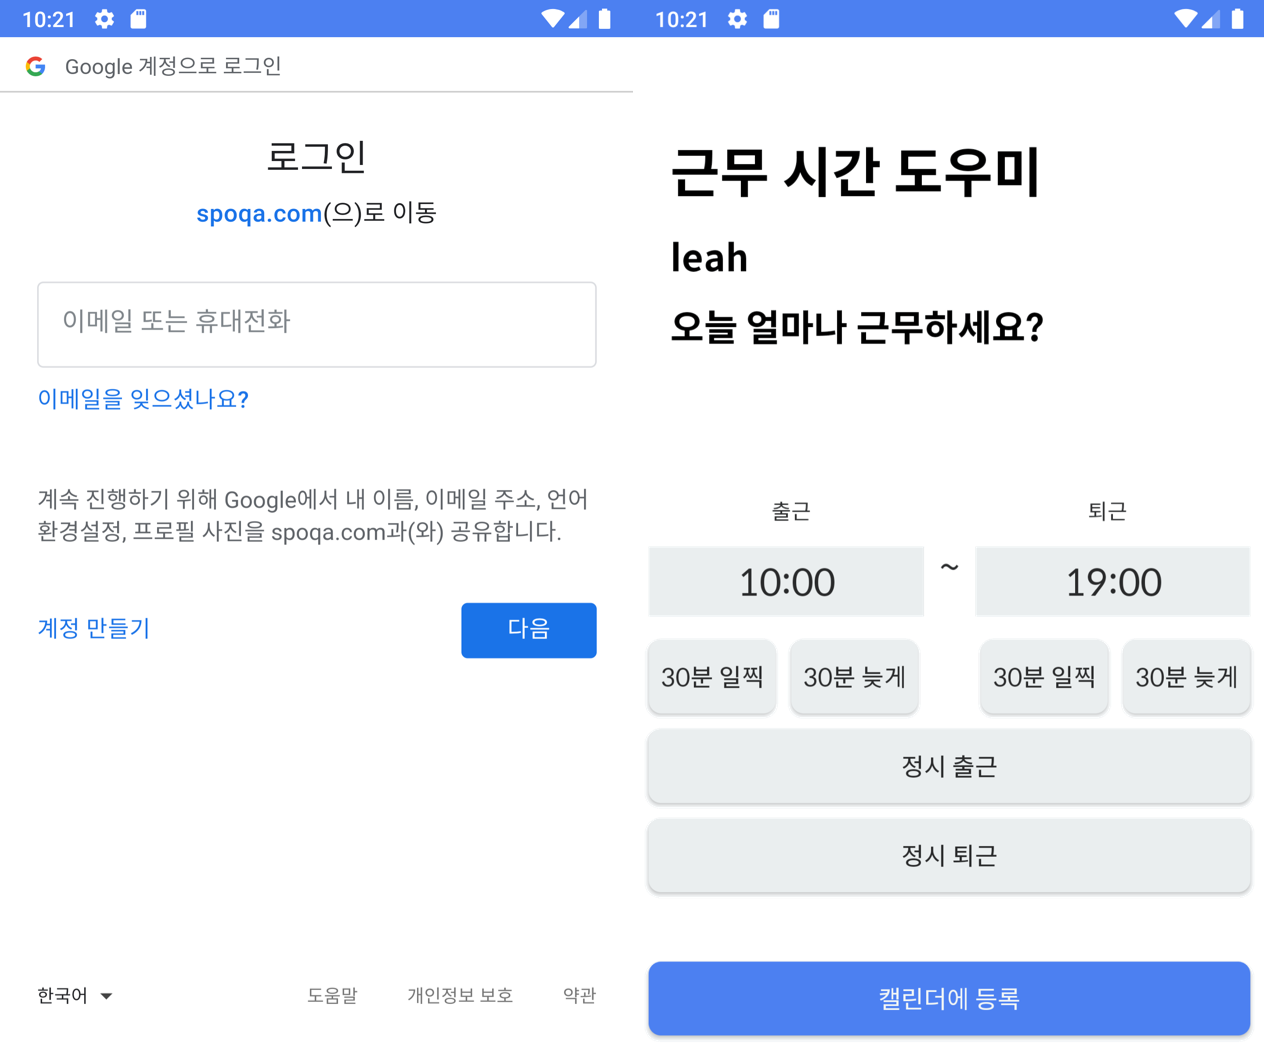 10:21
Google 계정으로 로그인
로그인
spoqa.com(으)로 이동
이메일 또는 휴대전화
이메일을 잊으셨나요?
계속 진행하기 위해 Google에서 내 이름, 이메일 주소, 언어
환경설정, 프로필 사진을 spoqa.com과(와) 공유합니다.
계정 만들기
다음
한국어
도움말
개인정보 보호
약관
10:21
근무 시간 도우미
leah
오늘 얼마나 근무하세요?
출근
퇴근
10:00
~
19:00
30분 일찍
30분 늦게
30분 일찍
30분 늦게
정시 출근
정시 퇴근
캘린더에 등록